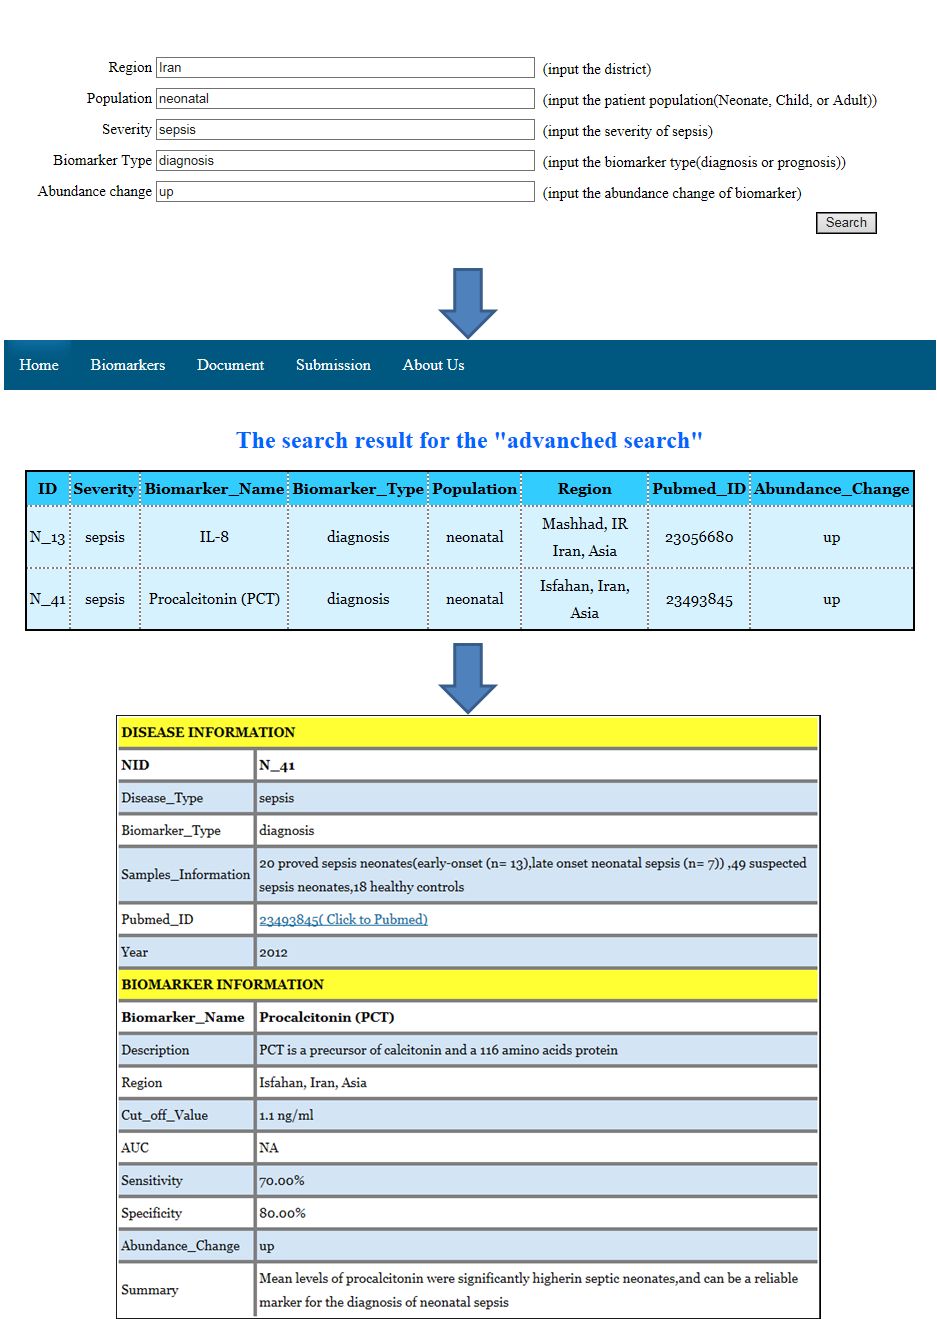 Region Iran (input the district)
Population neonatal (input the patient population(Neonate, Child, or Adult))
Severity sepsis (input the severity of sepsis)
Biomarker Type diagnosis (input the biomarker type(diagnosis or prognosis))
Abundance change up (input the abundance change of biomarker)
Search
Home Biomarkers Document Submission About Us
The search result for the "advanched search"
ID Severity Biomarker_Name Biomarker_Type Population Region Pubmed_ID Abundance_Change
N_13 sepsis IL-8 diagnosis neonatal Mashhad, IR Iran, Asia 23056680 up
N_41 sepsis Procalcitonin (PCT) diagnosis neonatal Isfahan, Iran, Asia 23493845 up
DISEASE INFORMATION
NID N_41
Disease_Type sepsis
Biomarker_Type diagnosis
Samples_Information 20 proved sepsis neonates(early-onset (n= 13),late onset neonatal sepsis (n= 7)) ,49 suspected
sepsis neonates,18 healthy controls
Pubmed_ID 23493845( Click to Pubmed)
Year 2012
BIOMARKER INFORMATION
Biomarker_Name Procalcitonin (PCT)
Description PCT is a precursor of calcitonin and a 116 amino acids protein
Region Isfahan, Iran, Asia
Cut_off_Value 1.1 ng/ml
AUC NA
Sensitivity 70.00%
Specificity 80.00%
Abundance_Change up
Summary Mean levels of procalcitonin were significantly higherin septic neonates,and can be a reliable
marker for the diagnosis of neonatal sepsis